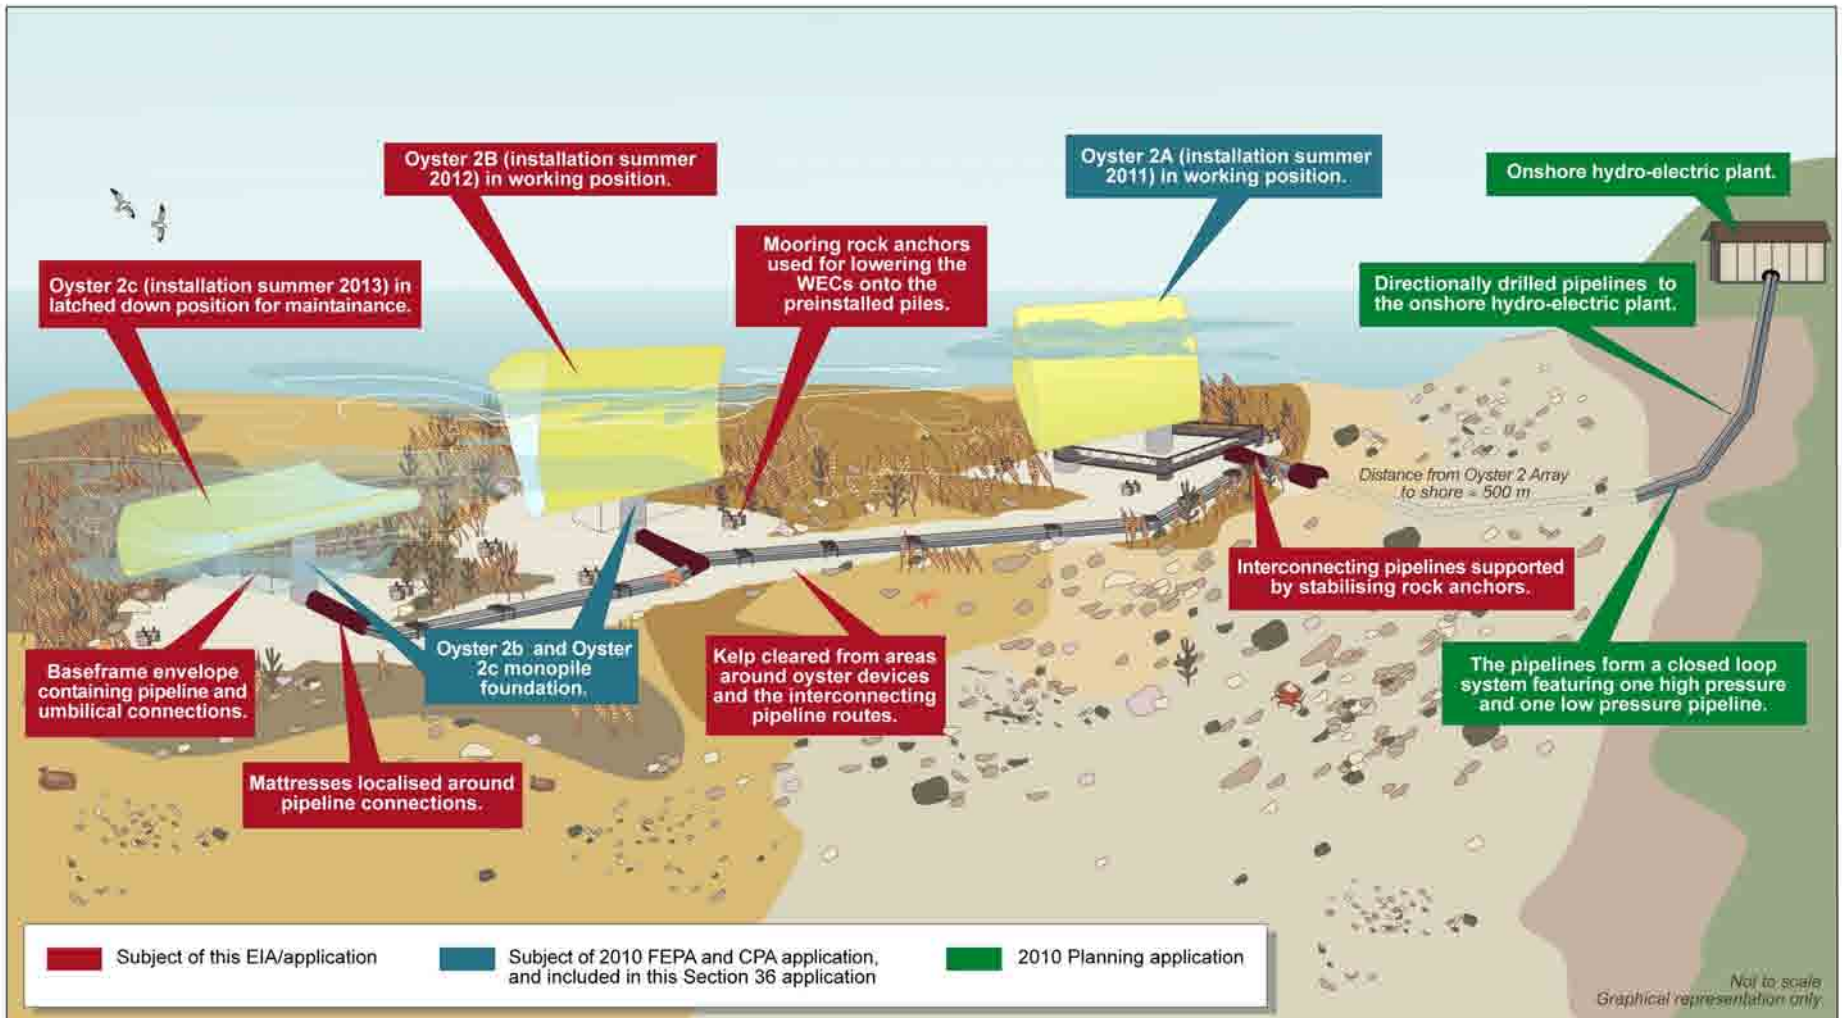 Oyster 2B (installation summer
2012) in working position.
Oyster 2A (installation summer
2011) in working position.
Onshore hydro-electric plant.
Mooring rock anchors
used for lowering the
WECs onto the
preinstalled piles.
Oyster 2c (installation summer 2013) in
latched down position for maintainance.
Directionally drilled pipelines to
the onshore hydro-electric plant.
Distance from Oyster 2 Array
to shore = 500 m
Interconnecting pipelines supported
by stabilising rock anchors.
Baseframe envelope
containing pipeline and
umbilical connections.
Oyster 2b and Oyster
2c monopile
foundation.
Kelp cleared from areas
around oyster devices
and the interconnecting
pipeline routes.
The pipelines form a closed loop
system featuring one high pressure
and one low pressure pipeline.
Mattresses localised around
pipeline connections.
Subject of this EIA/application
Subject of 2010 FEPA and CPA application,
and included in this Section 36 application
2010 Planning application
Not to scale
Graphical representation only